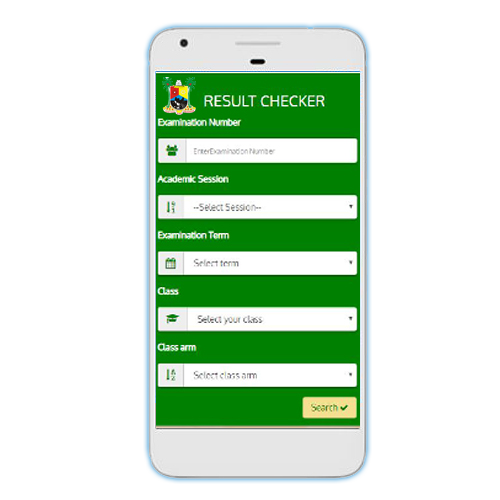 RESULT CHECKER
Examination Number
EnterExamination Number
Academic Session
--Select Session--
Examination Term
Select term
Class
Select your class
Class arm
Select class arm
Search